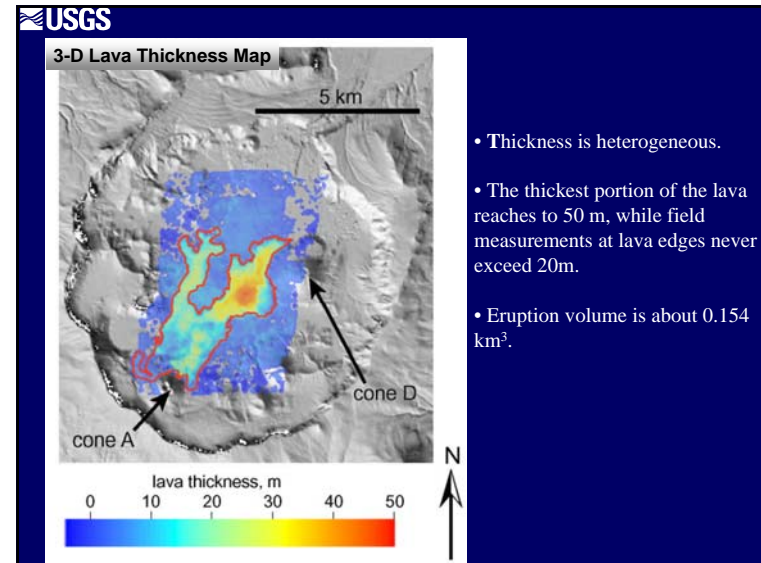 USGS
3-D Lava Thickness Map
5 km
• Thickness is heterogeneous.
• The thickest portion of the lava
reaches to 50 m, while field
measurements at lava edges never
exceed 20m.
• Eruption volume is about 0.154
km³.
cone D
cone A
N
lava thickness, m
0 10 20 30 40 50